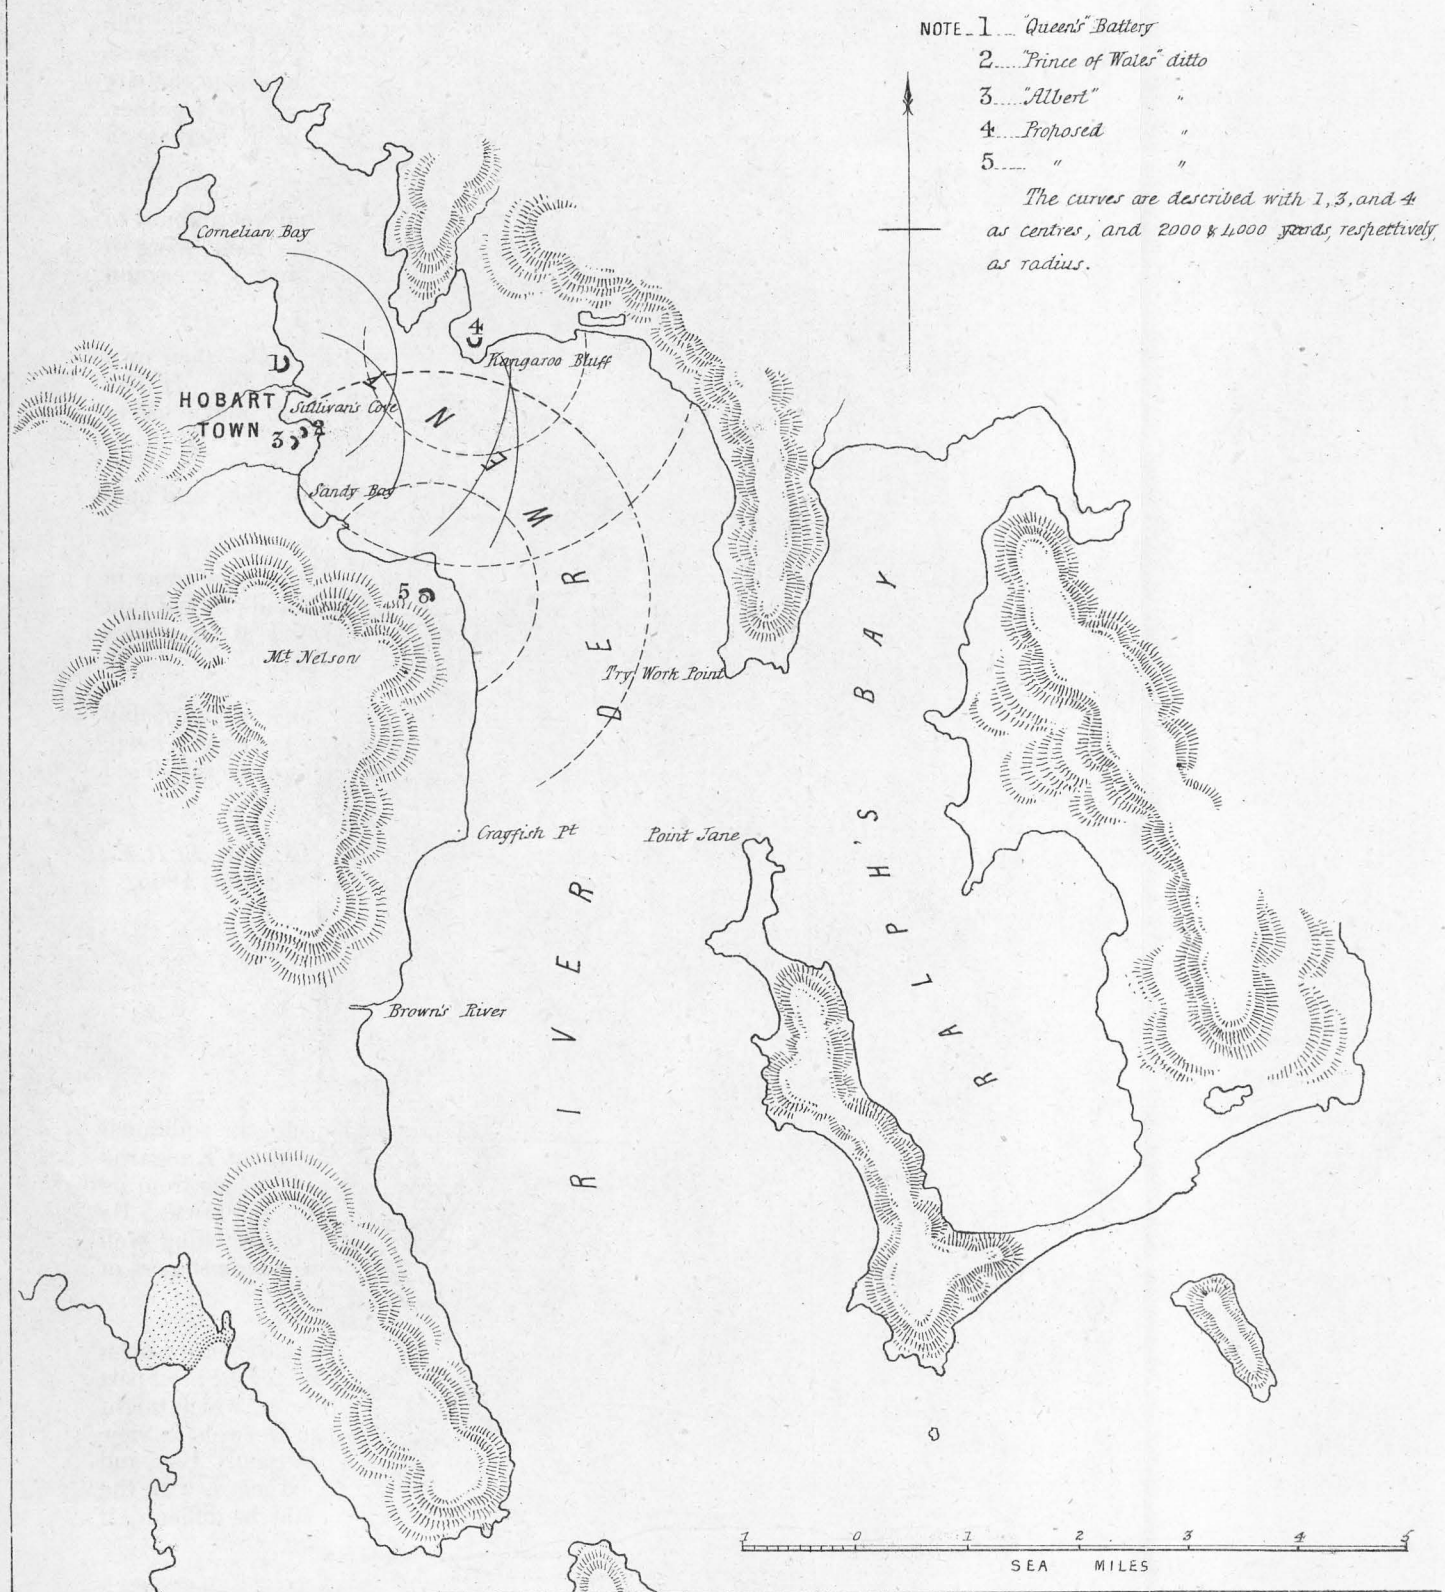 NOTE_1... "Queen's" Battery
2....."Prince of Wales" ditto
3....."Albert" "
4....Proposed "
5..... " "
The curves are described with 1, 3, and 4
as centres, and 2000 & 4000 yards, respectively,
as radius.
Cornelian Bay
4
Kangaroo Bluff
1
HOBART
TOWN
Sullivan's Cove
3 2
Sandy Bay
5
Mt. Nelson
Try Work Point
Crayfish Pt
Point Jane
Brown's River
RIVER DERWENT
RALPH'S BAY
1 0 1 2 3 4 5
SEA MILES